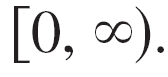 [0, ∞).